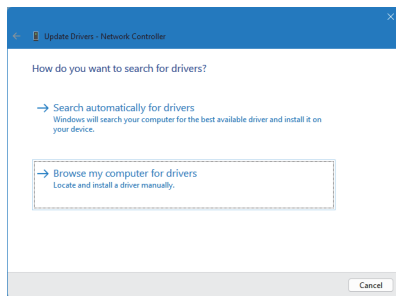 Update Drivers - Network Controller
How do you want to search for drivers?
Search automatically for drivers
Windows will search your computer for the best available driver and install it on
your device.
Browse my computer for drivers
Locate and install a driver manually.
Cancel